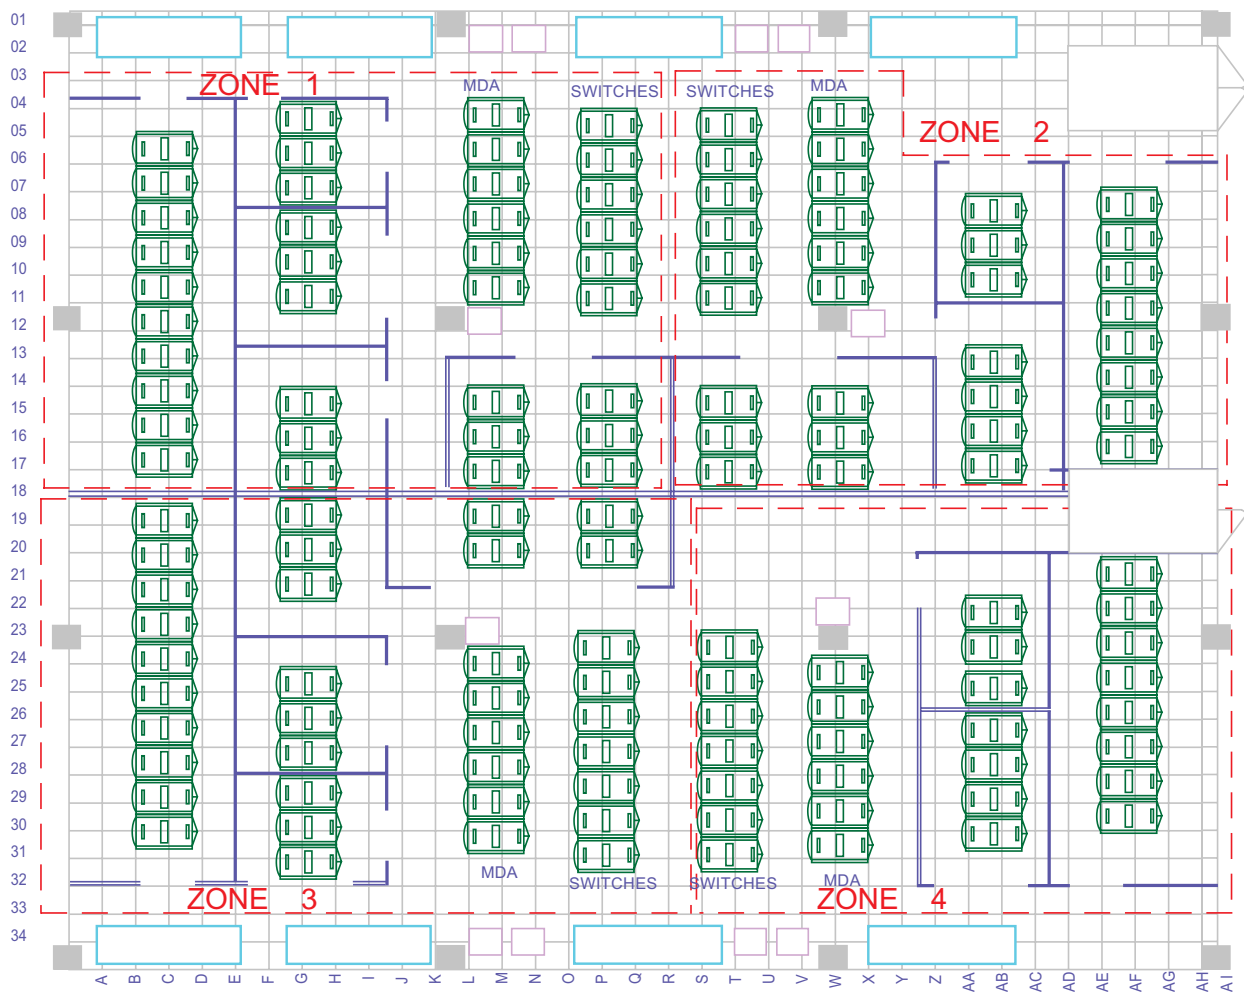 01
02
03
ZONE 1
MDA
SWITCHES
SWITCHES
MDA
04
05
ZONE 2
06
07
08
09
10
11
12
13
14
15
16
17
18
19
20
21
22
23
24
25
26
27
28
29
30
31
MDA
SWITCHES
SWITCHES
MDA
32
ZONE 3
ZONE 4
33
34
A B C D E F G H I J K L M N O P Q R S T U V W X Y Z AA AB AC AD AE AF AG AH AI